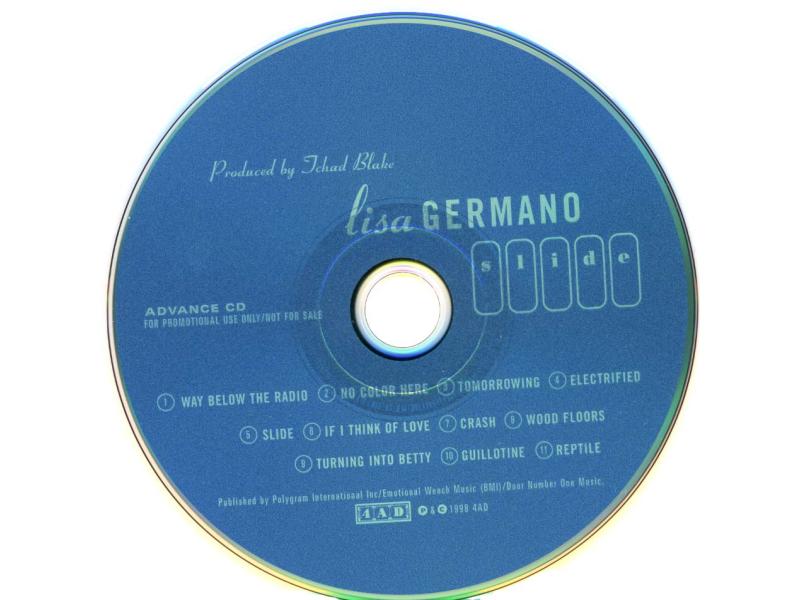 Produced by Tchad Blake
lisa GERMANO
slide
ADVANCE CD
FOR PROMOTIONAL USE ONLY/NOT FOR SALE
1 WAY BELOW THE RADIO 2 NO COLOR HERE 3 TOMORROWING 4 ELECTRIFIED
5 SLIDE 6 IF I THINK OF LOVE 7 CRASH 8 WOOD FLOORS
9 TURNING INTO BETTY 10 GUILLOTINE 11 REPTILE
Published by Polygram International Inc/Emotional Wench Music (BMI)/Door Number One Music.
4AD Ⓟ & © 1998 4AD